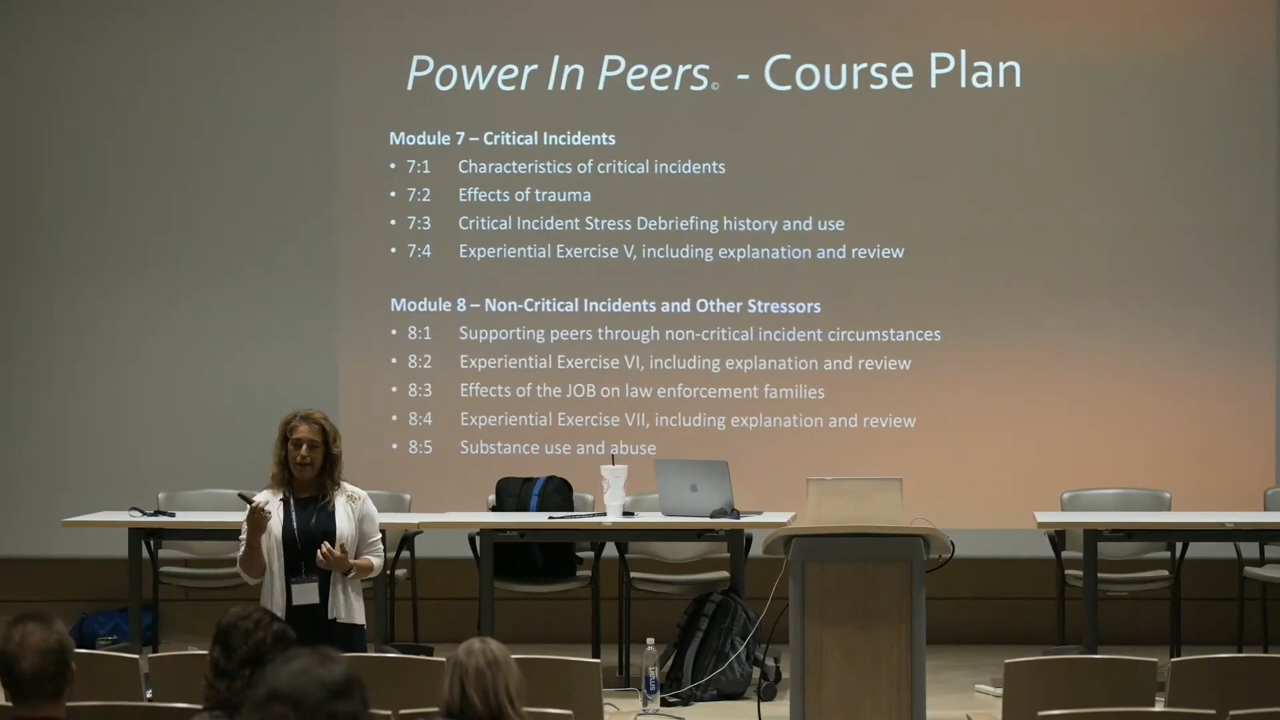 Power In Peers© - Course Plan
Module 7 – Critical Incidents
• 7:1 Characteristics of critical incidents
• 7:2 Effects of trauma
• 7:3 Critical Incident Stress Debriefing history and use
• 7:4 Experiential Exercise V, including explanation and review
Module 8 – Non-Critical Incidents and Other Stressors
• 8:1 Supporting peers through non-critical incident circumstances
• 8:2 Experiential Exercise VI, including explanation and review
• 8:3 Effects of the JOB on law enforcement families
• 8:4 Experiential Exercise VII, including explanation and review
• 8:5 Substance use and abuse
smart